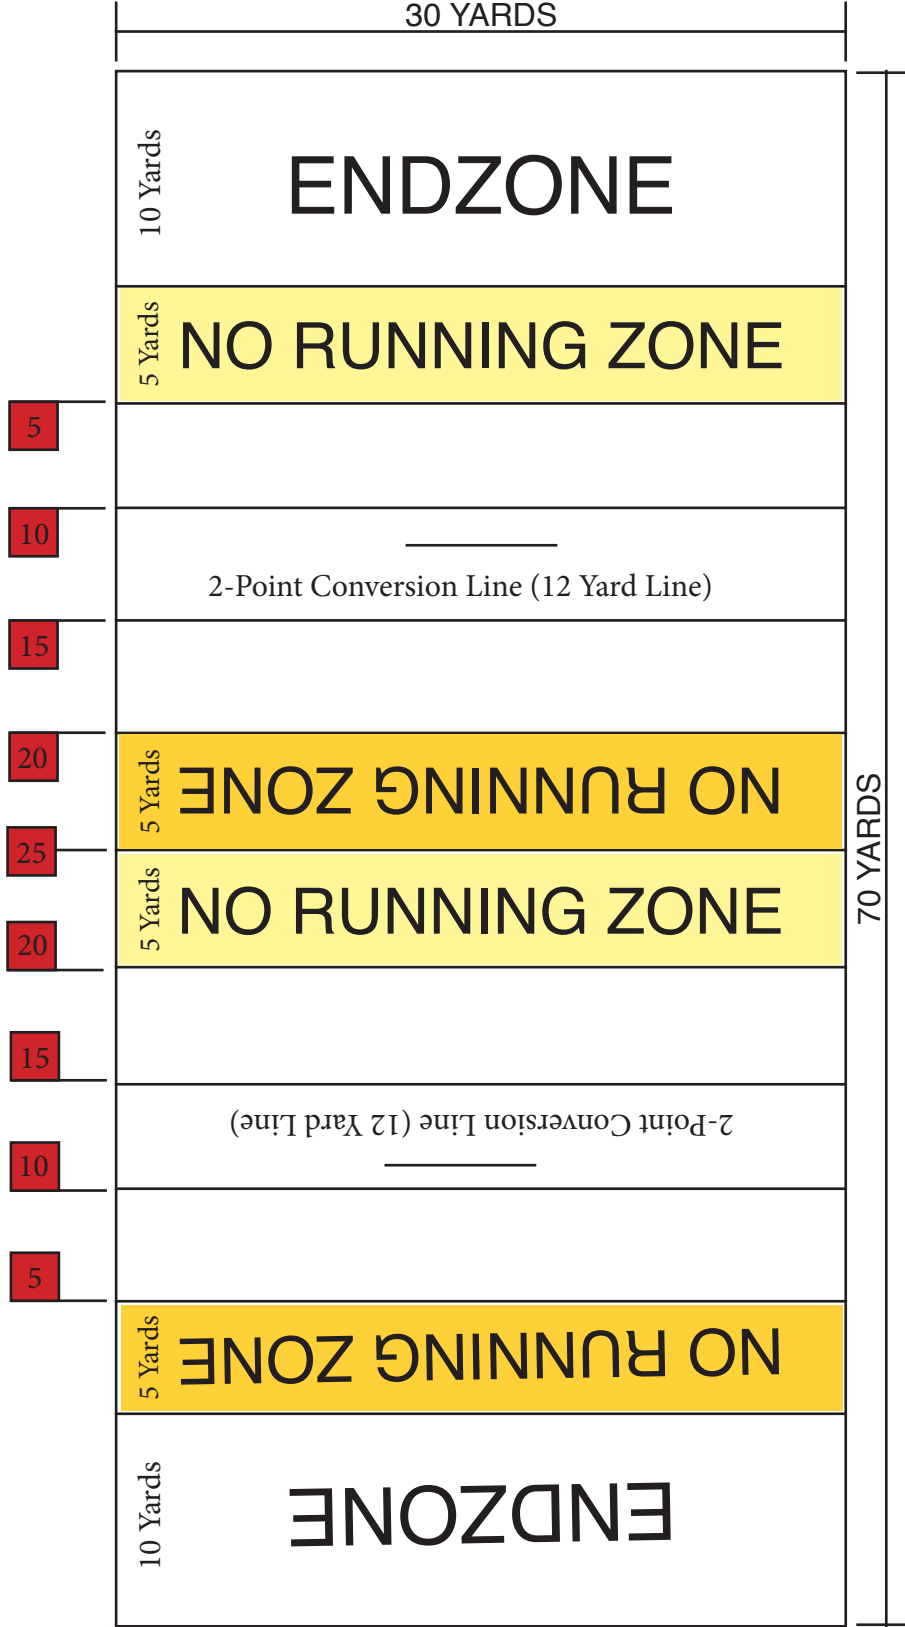 30 YARDS
10 Yards
ENDZONE
5 Yards
NO RUNNING ZONE
5
10
2-Point Conversion Line (12 Yard Line)
15
20
5 Yards
NO RUNNING ZONE
25
5 Yards
NO RUNNING ZONE
70 YARDS
20
15
2-Point Conversion Line (12 Yard Line)
10
5
5 Yards
NO RUNNING ZONE
10 Yards
ENDZONE